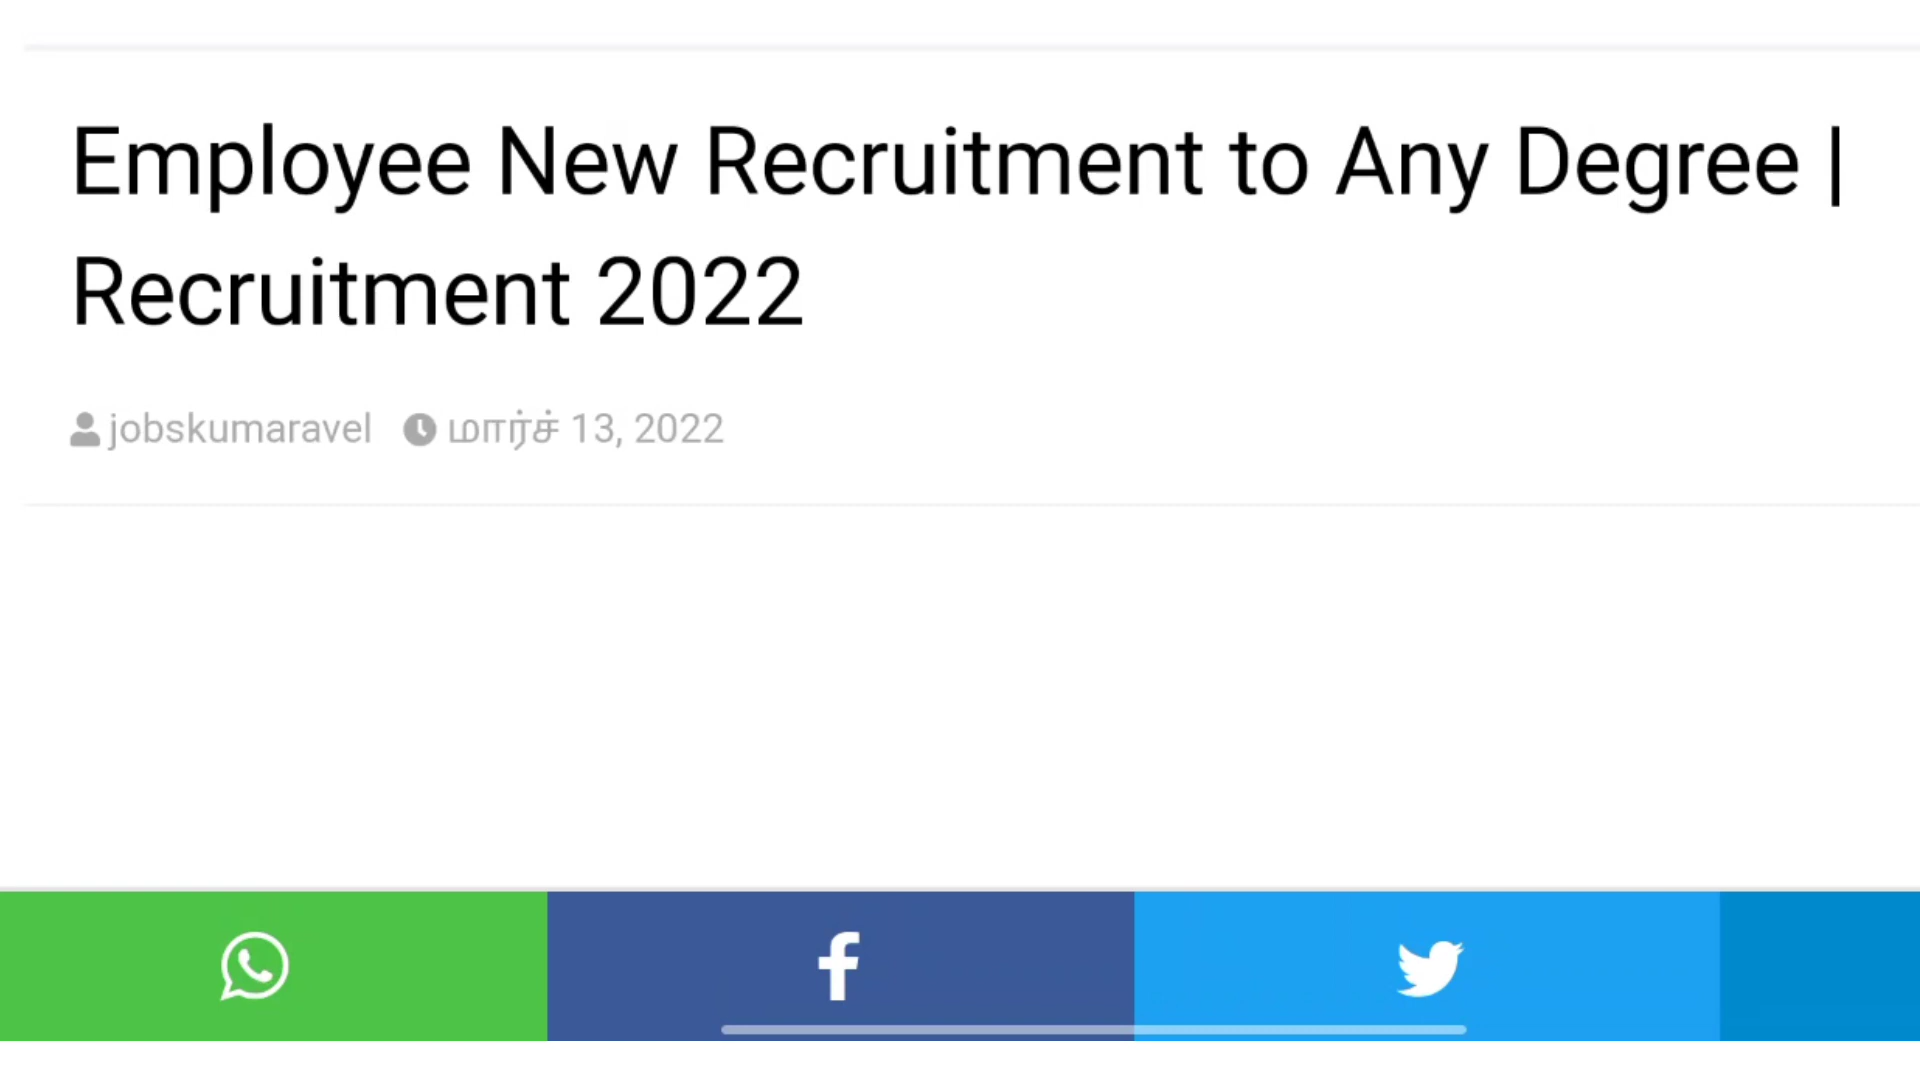 Employee New Recruitment to Any Degree |
Recruitment 2022
jobskumaravel மார்ச் 13, 2022